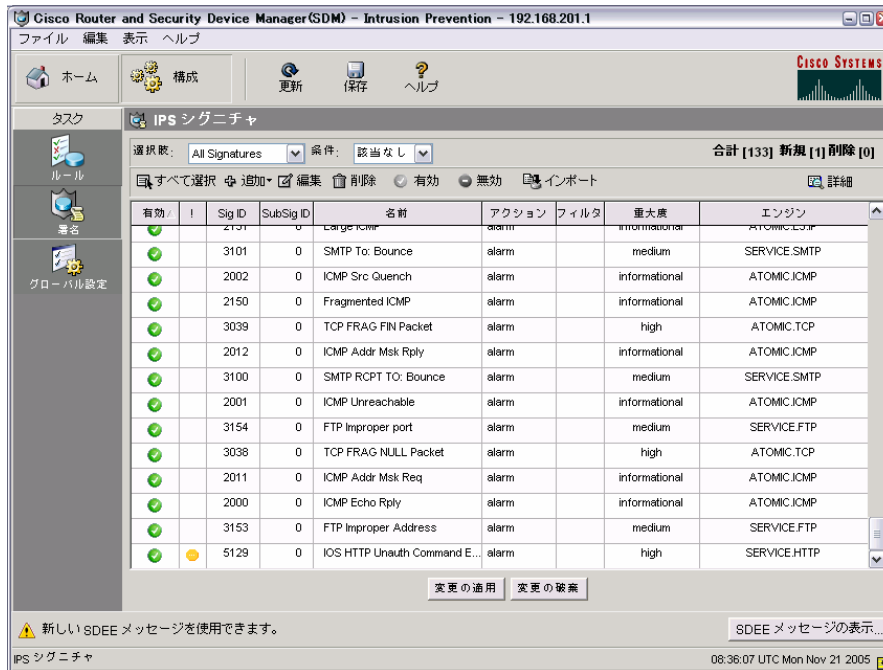 Cisco Router and Security Device Manager(SDM) - Intrusion Prevention - 192.168.201.1
ファイル 編集 表示 ヘルプ
ホーム 構成 更新 保存 ヘルプ CISCO SYSTEMS
タスク IPS シグニチャ
選択肢: All Signatures 条件: 該当なし 合計 [133] 新規 [1] 削除 [0]
ルール すべて選択 追加 編集 削除 有効 無効 インポート 詳細
有効 ! Sig ID SubSig ID 名前 アクション フィルタ 重大度 エンジン
2151 0 Large ICMP alarm informational ATOMIC.L3.IP
署名
3101 0 SMTP To: Bounce alarm medium SERVICE.SMTP
2002 0 ICMP Src Quench alarm informational ATOMIC.ICMP
グローバル設定
2150 0 Fragmented ICMP alarm informational ATOMIC.ICMP
3039 0 TCP FRAG FIN Packet alarm high ATOMIC.TCP
2012 0 ICMP Addr Msk Rply alarm informational ATOMIC.ICMP
3100 0 SMTP RCPT TO: Bounce alarm medium SERVICE.SMTP
2001 0 ICMP Unreachable alarm informational ATOMIC.ICMP
3154 0 FTP Improper port alarm medium SERVICE.FTP
3038 0 TCP FRAG NULL Packet alarm high ATOMIC.TCP
2011 0 ICMP Addr Msk Req alarm informational ATOMIC.ICMP
2000 0 ICMP Echo Rply alarm informational ATOMIC.ICMP
3153 0 FTP Improper Address alarm medium SERVICE.FTP
5129 0 IOS HTTP Unauth Command E... alarm high SERVICE.HTTP
変更の適用 変更の破棄
新しい SDEE メッセージを使用できます。 SDEE メッセージの表示...
IPS シグニチャ 08:36:07 UTC Mon Nov 21 2005